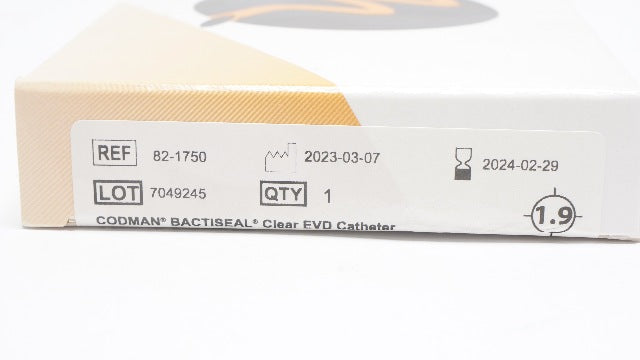 REF 82-1750 2023-03-07 2024-02-29
LOT 7049245 QTY 1
CODMAN® BACTISEAL® Clear EVD Catheter
1.9